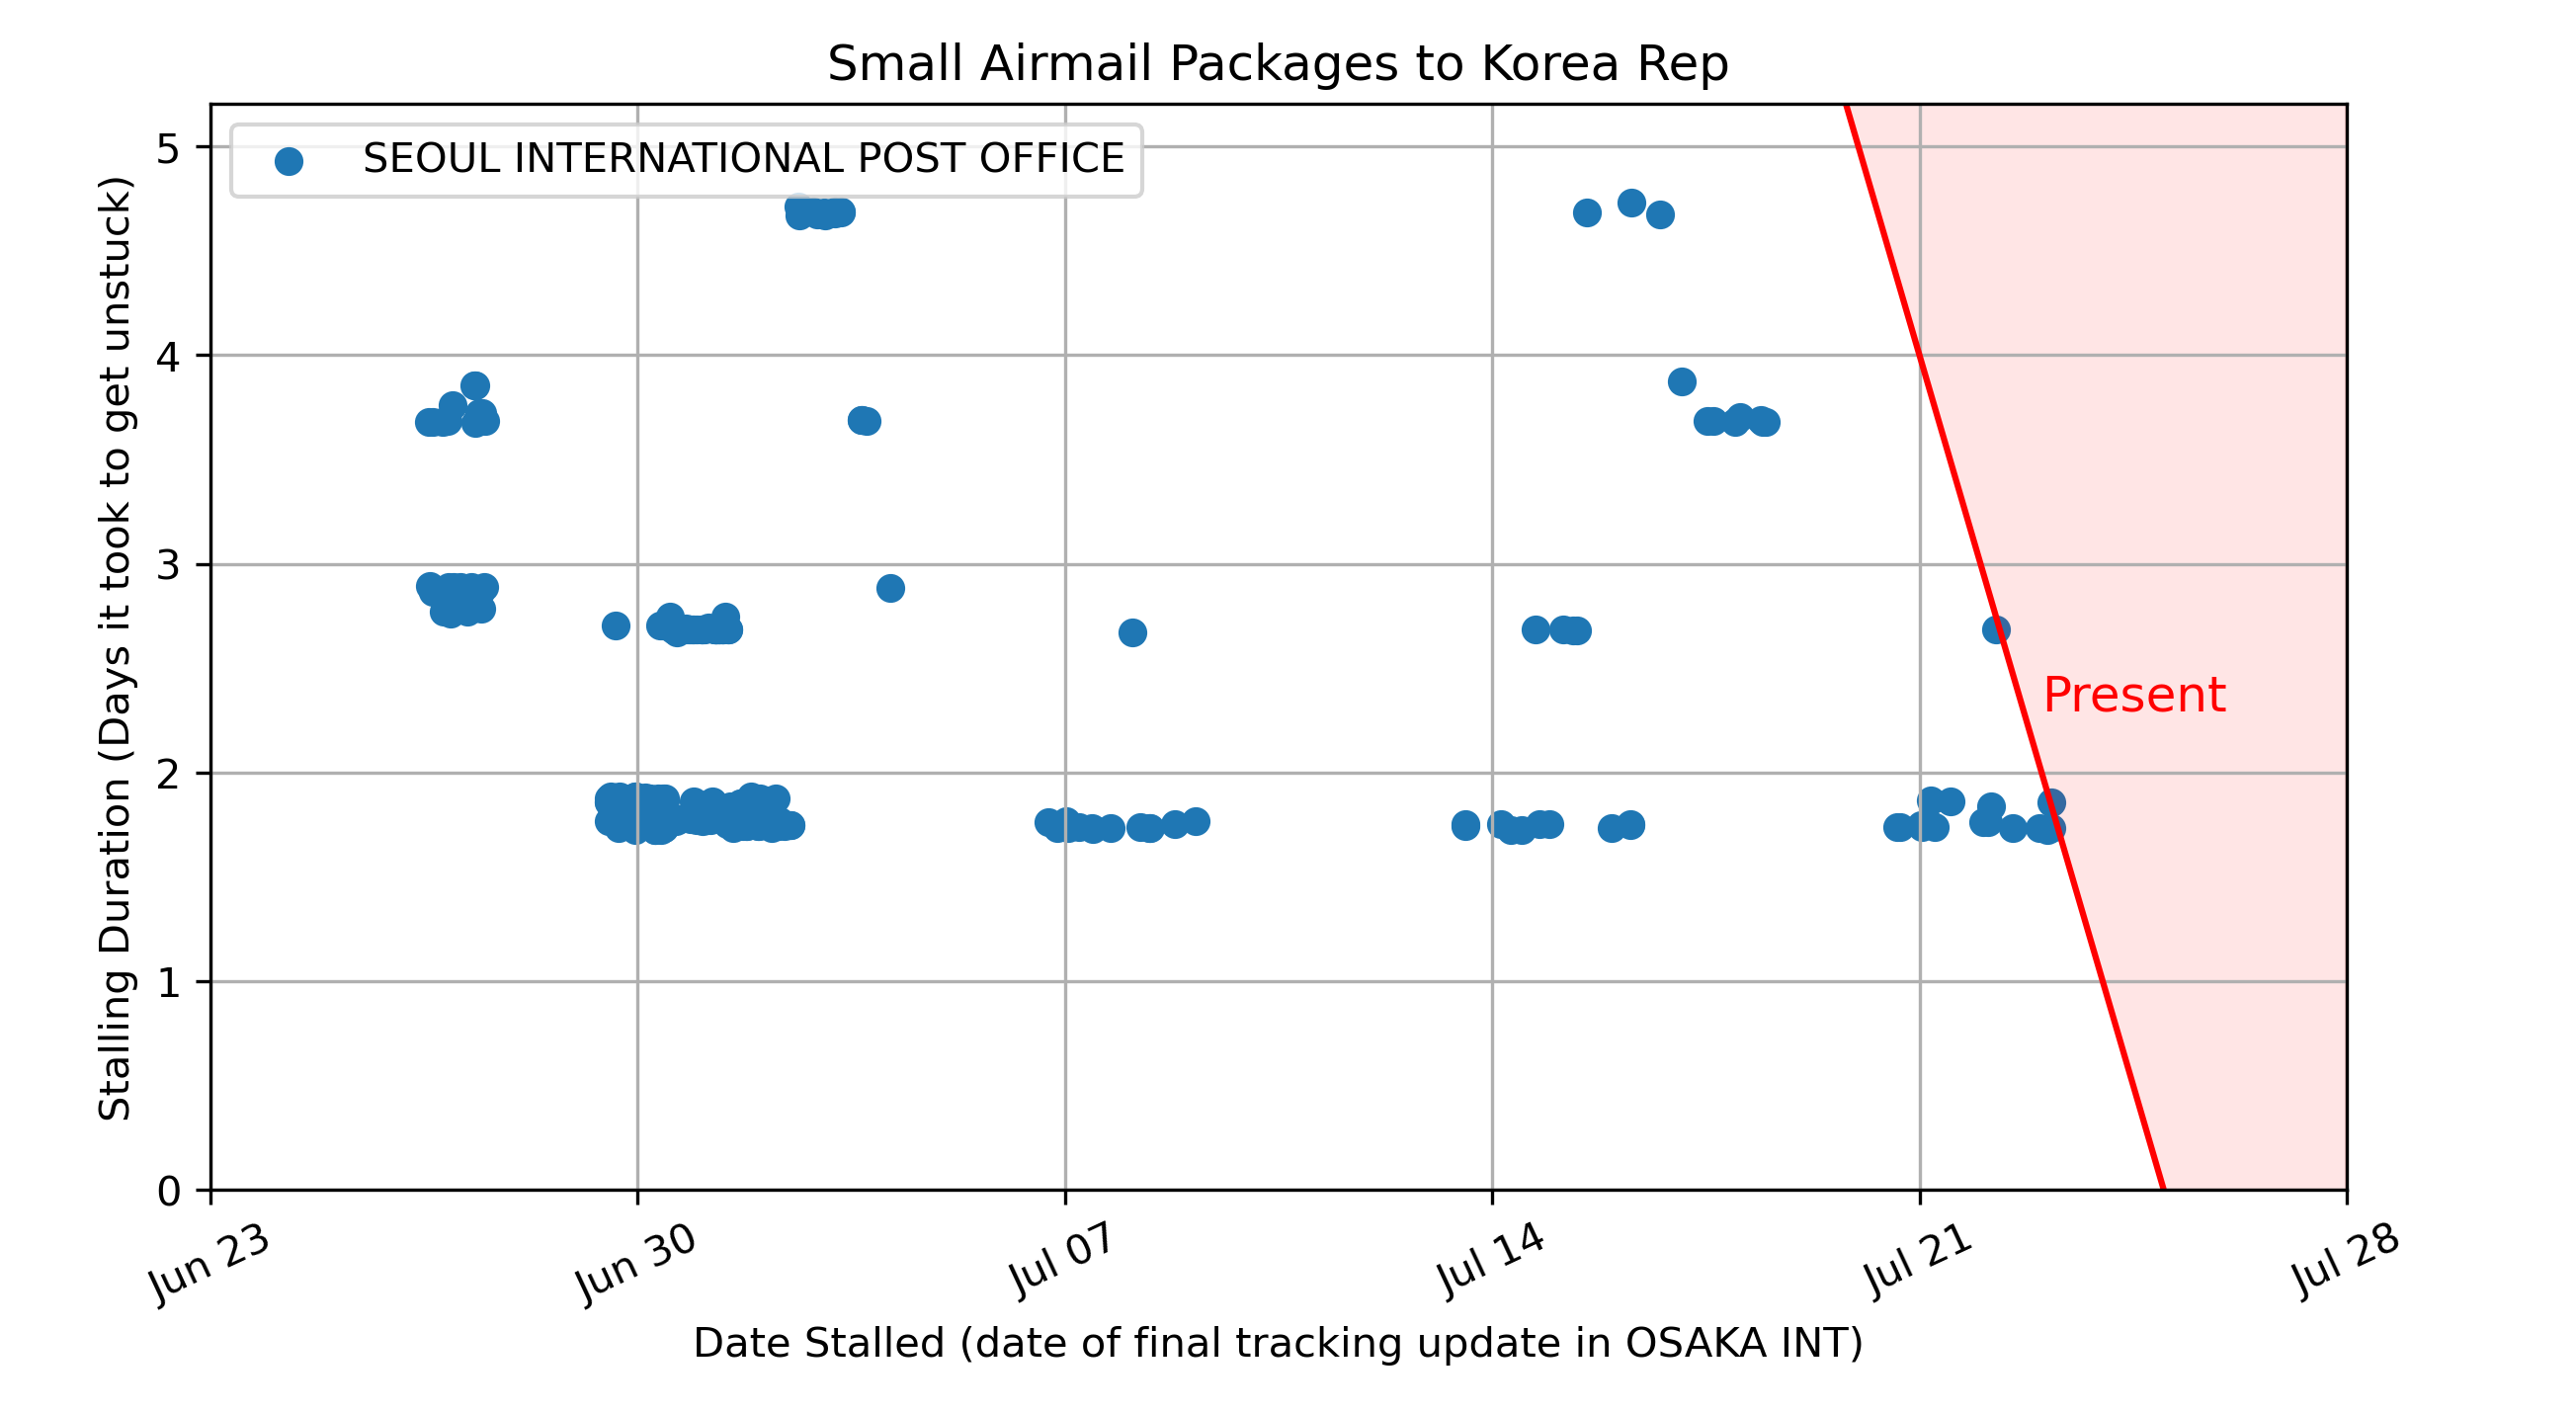 Small Airmail Packages to Korea Rep
SEOUL INTERNATIONAL POST OFFICE
Stalling Duration (Days it took to get unstuck)
5
4
3
2
1
0
Present
Jun 23
Jun 30
Jul 07
Jul 14
Jul 21
Jul 28
Date Stalled (date of final tracking update in OSAKA INT)